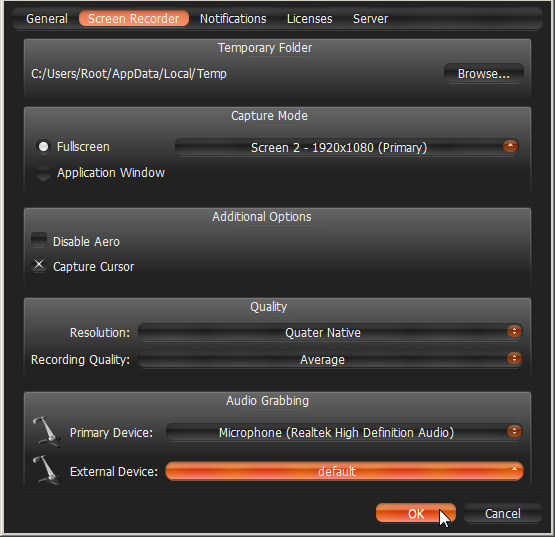 General Screen Recorder Notifications Licenses Server
Temporary Folder
C:/Users/Root/AppData/Local/Temp Browse...
Capture Mode
Fullscreen Screen 2 - 1920x1080 (Primary)
Application Window
Additional Options
Disable Aero
Capture Cursor
Quality
Resolution: Quater Native
Recording Quality: Average
Audio Grabbing
Primary Device: Microphone (Realtek High Definition Audio)
External Device: default
OK Cancel